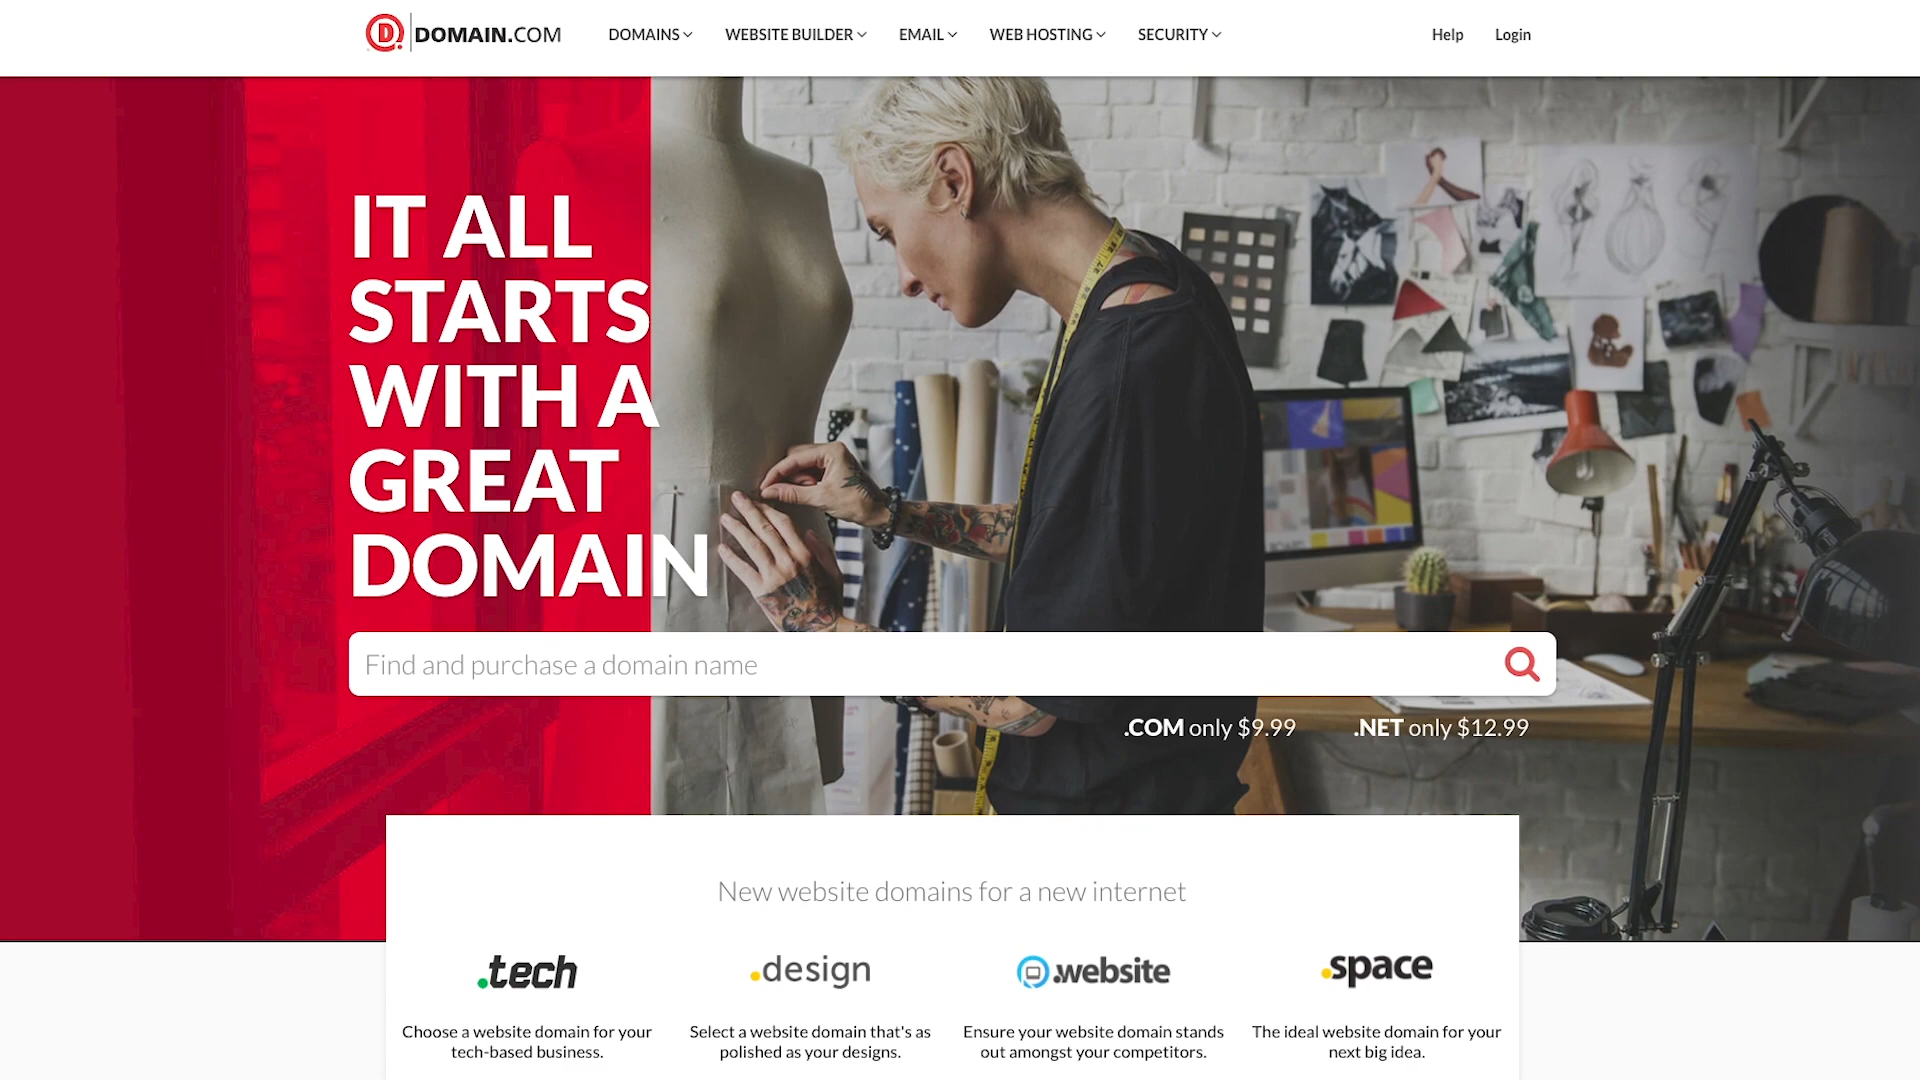 DOMAIN.COM
DOMAINS
WEBSITE BUILDER
EMAIL
WEB HOSTING
SECURITY
Help
Login
IT ALL
STARTS
WITH A
GREAT
DOMAIN
Find and purchase a domain name
.COM only $9.99
.NET only $12.99
New website domains for a new internet
.tech
.design
.website
.space
Choose a website domain for your
tech-based business.
Select a website domain that's as
polished as your designs.
Ensure your website domain stands
out amongst your competitors.
The ideal website domain for your
next big idea.